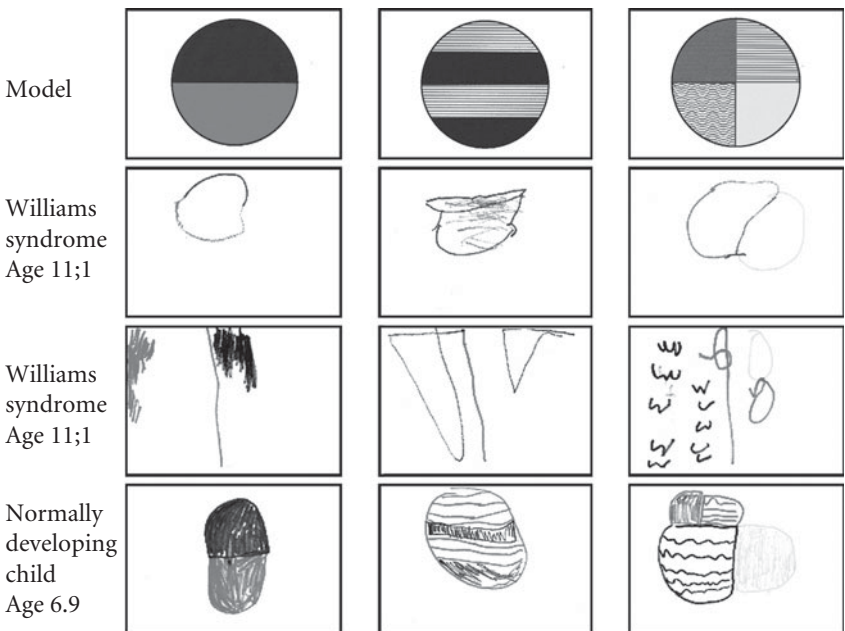 Model
Williams
syndrome
Age 11;1
Williams
syndrome
Age 11;1
Normally
developing
child
Age 6.9